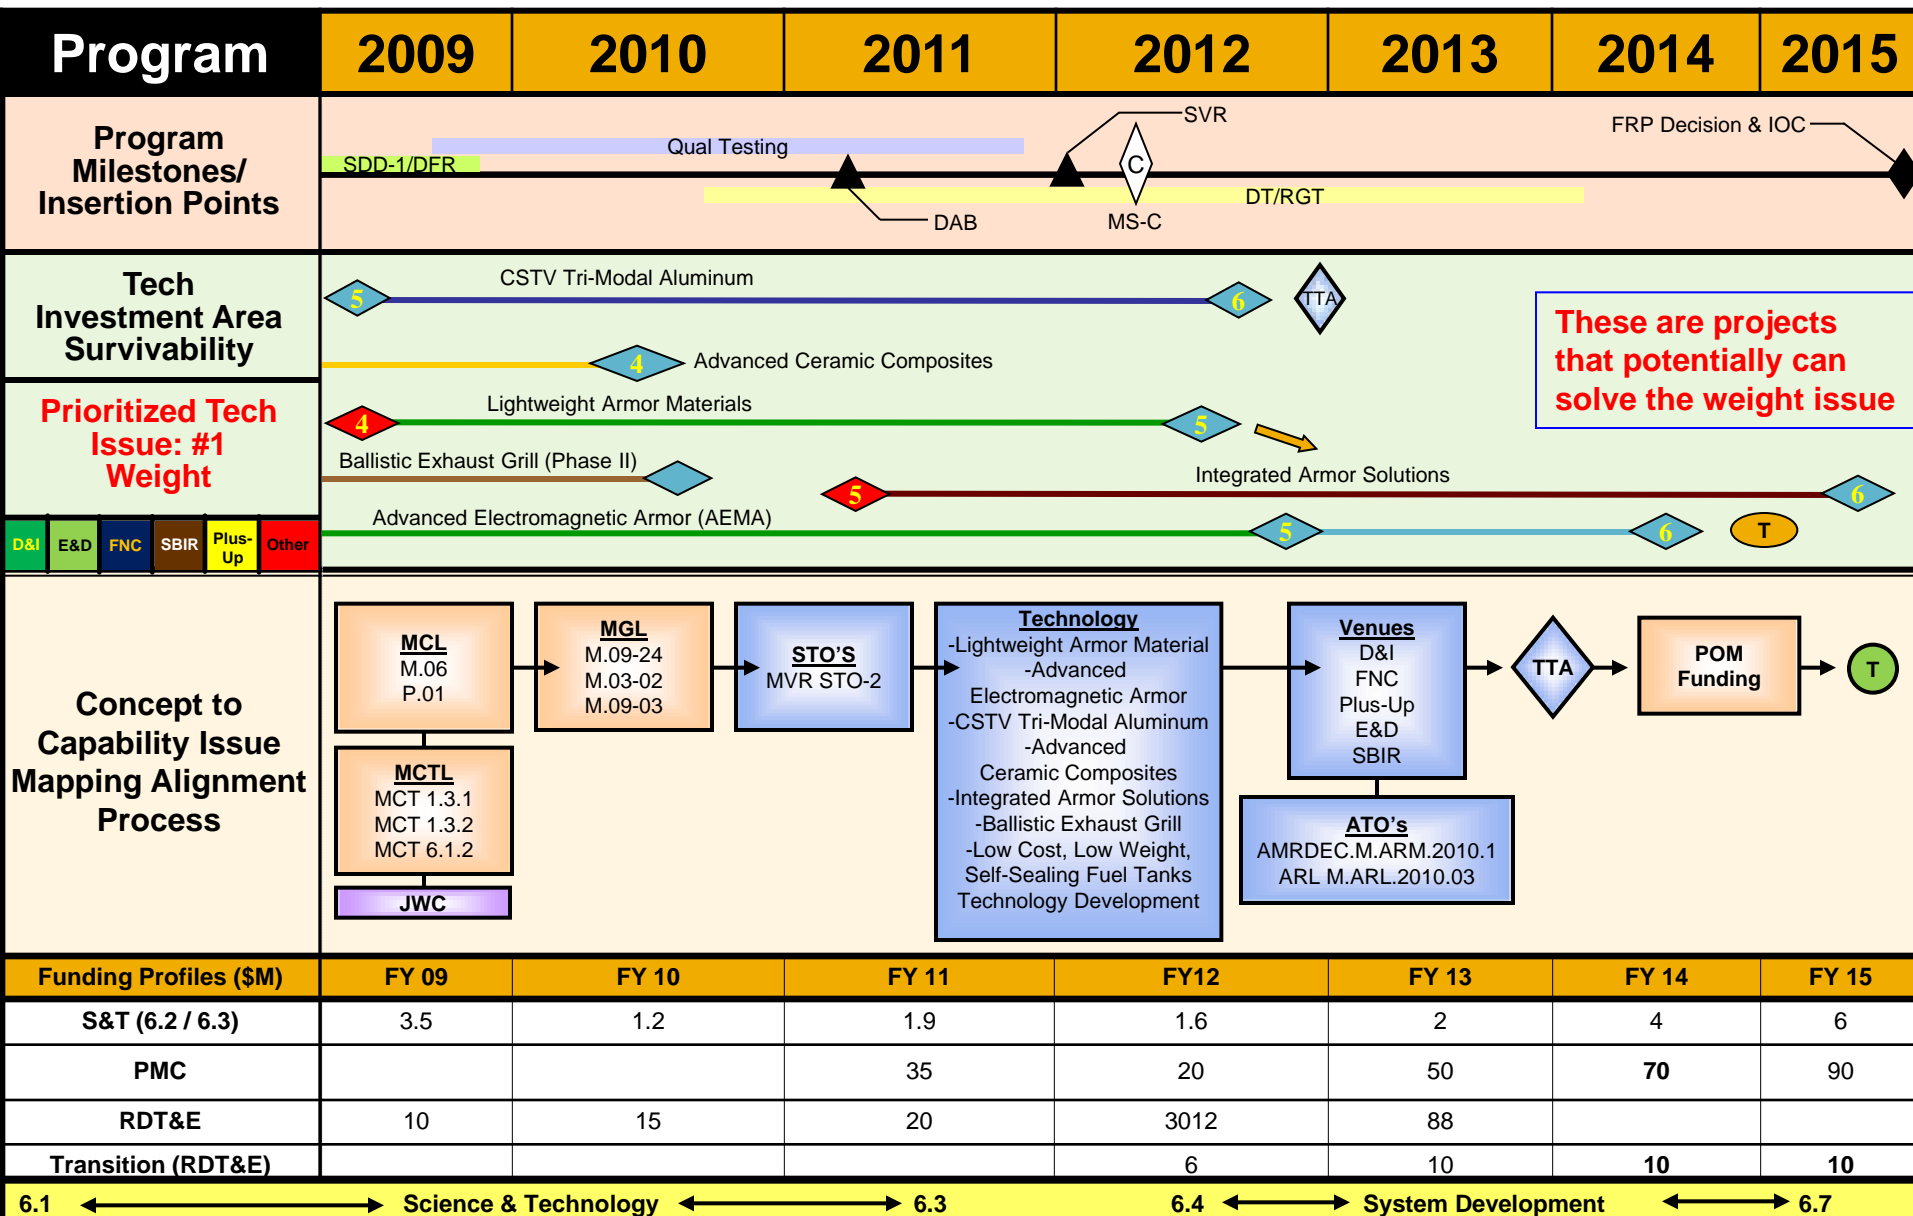 Program 2009 2010 2011 2012 2013 2014 2015
Program
Milestones/
Insertion Points
SVR
FRP Decision & IOC
Qual Testing
SDD-1/DFR
C
DT/RGT
DAB
MS-C
Tech
Investment Area
Survivability
CSTV Tri-Modal Aluminum
5
6
TTA
4
Advanced Ceramic Composites
These are projects
that potentially can
solve the weight issue
Prioritized Tech
Issue: #1
Weight
Lightweight Armor Materials
4
5
Ballistic Exhaust Grill (Phase II)
Integrated Armor Solutions
5
6
Advanced Electromagnetic Armor (AEMA)
5
6
T
D&I E&D FNC SBIR Plus-
Up Other
Concept to
Capability Issue
Mapping Alignment
Process
MCL
M.06
P.01
MCTL
MCT 1.3.1
MCT 1.3.2
MCT 6.1.2
JWC
MGL
M.09-24
M.03-02
M.09-03
STO'S
MVR STO-2
Technology
-Lightweight Armor Material
-Advanced
Electromagnetic Armor
-CSTV Tri-Modal Aluminum
-Advanced
Ceramic Composites
-Integrated Armor Solutions
-Ballistic Exhaust Grill
-Low Cost, Low Weight,
Self-Sealing Fuel Tanks
Technology Development
Venues
D&I
FNC
Plus-Up
E&D
SBIR
ATO's
AMRDEC.M.ARM.2010.1
ARL M.ARL.2010.03
TTA
POM
Funding
T
Funding Profiles ($M) FY 09 FY 10 FY 11 FY12 FY 13 FY 14 FY 15
S&T (6.2 / 6.3) 3.5 1.2 1.9 1.6 2 4 6
PMC 35 20 50 70 90
RDT&E 10 15 20 3012 88
Transition (RDT&E) 6 10 10 10
6.1 Science & Technology 6.3 6.4 System Development 6.7